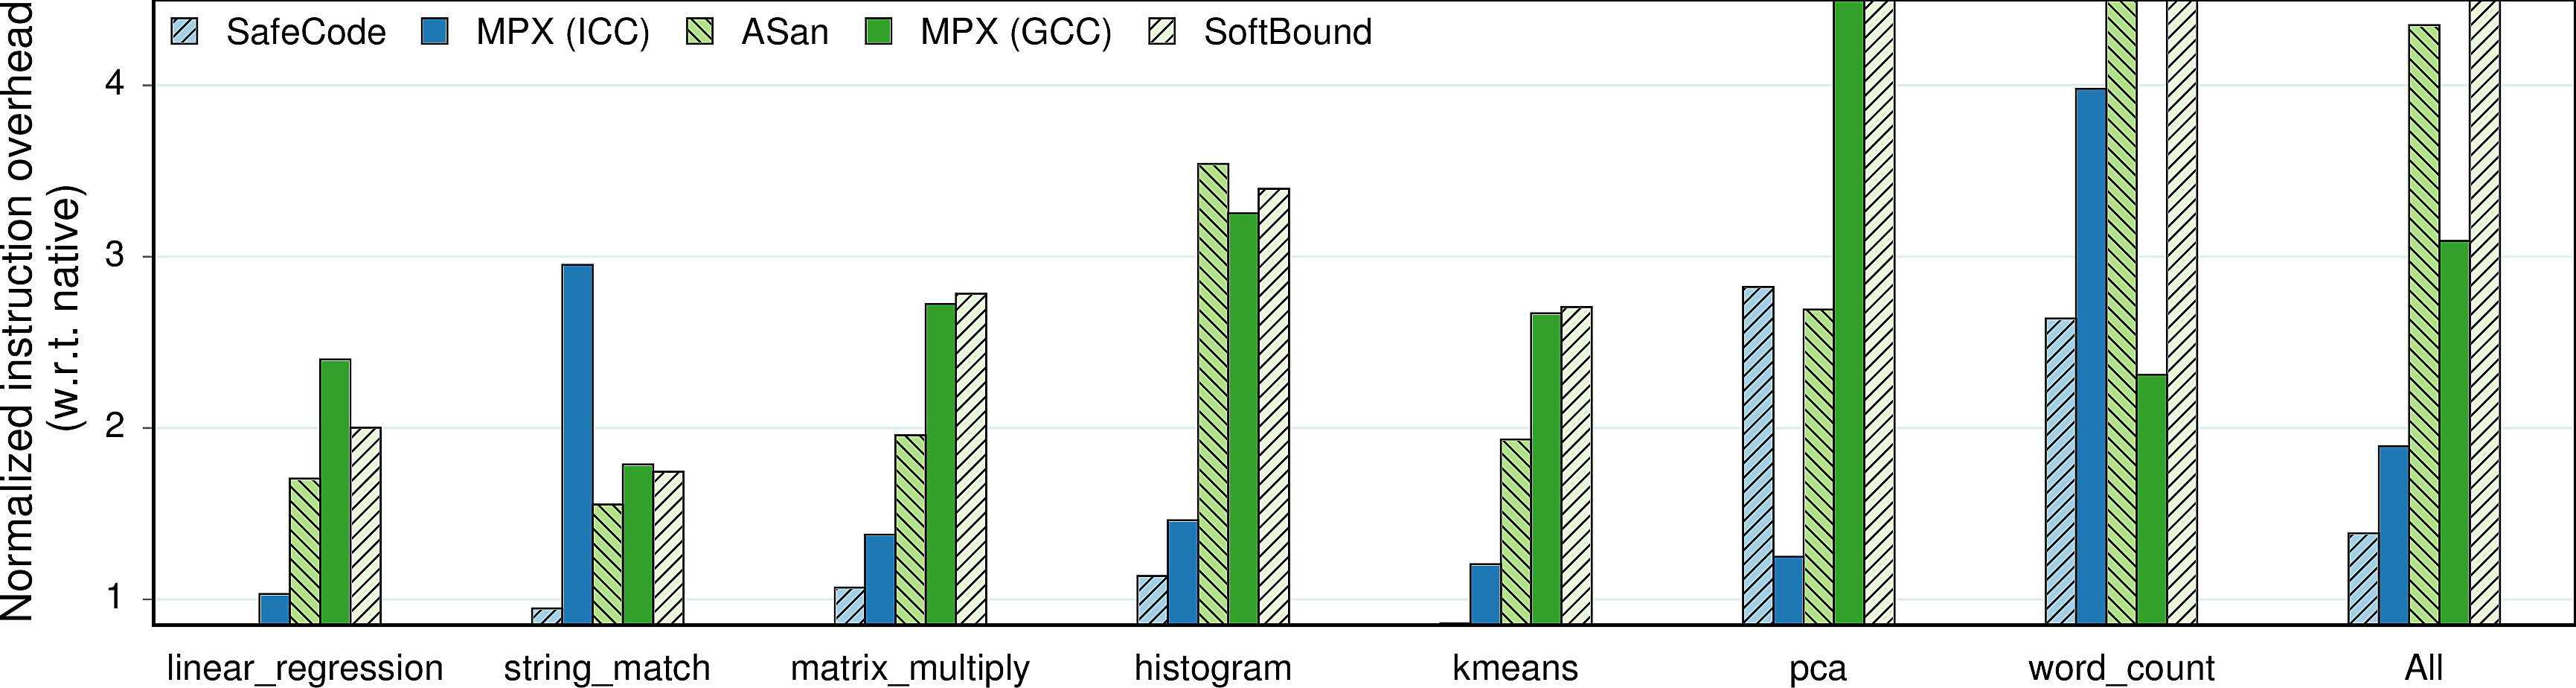 Normalized instruction overhead
(w.r.t. native)
SafeCode MPX (ICC) ASan MPX (GCC) SoftBound
4
3
2
1
linear_regression string_match matrix_multiply histogram kmeans pca word_count All